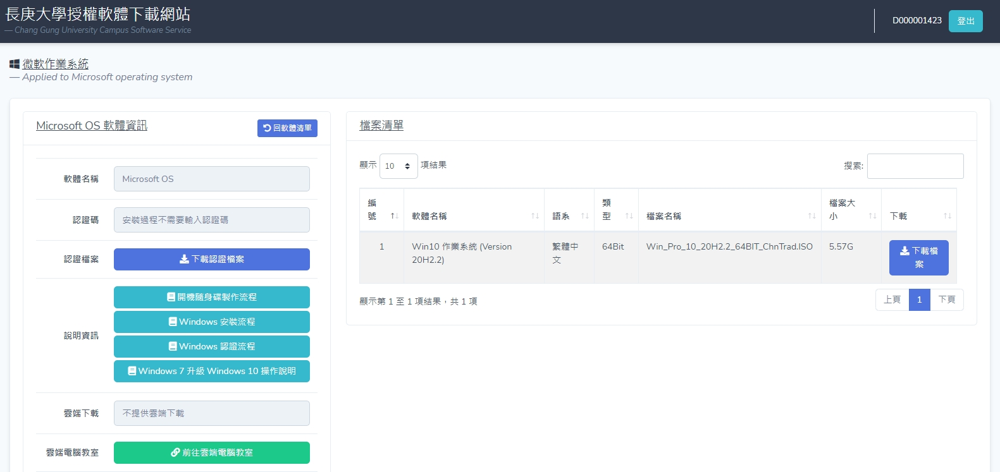 長庚大學授權軟體下載網站
— Chang Gung University Campus Software Service
D000001423
登出
微軟作業系統
— Applied to Microsoft operating system
Microsoft OS 軟體資訊
回軟體清單
軟體名稱
Microsoft OS
認證碼
安裝過程不需要輸入認證碼
認證檔案
下載認證檔案
說明資訊
開機隨身碟製作流程
Windows 安裝流程
Windows 認證流程
Windows 7 升級 Windows 10 操作說明
雲端下載
不提供雲端下載
雲端電腦教室
前往雲端電腦教室
檔案清單
顯示 10 項結果
搜索:
編
號
軟體名稱
語系
類
型
檔案名稱
檔案大
小
下載
1
Win10 作業系統 (Version
20H2.2)
繁體中
文
64Bit
Win_Pro_10_20H2.2_64BIT_ChnTrad.ISO
5.57G
下載檔
案
顯示第 1 至 1 項結果，共 1 項
上頁
1
下頁